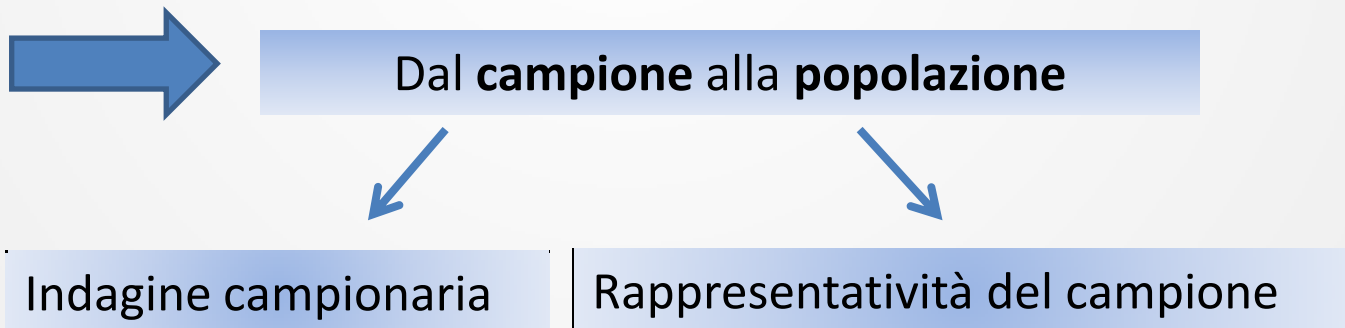 Dal campione alla popolazione
Indagine campionaria
Rappresentatività del campione